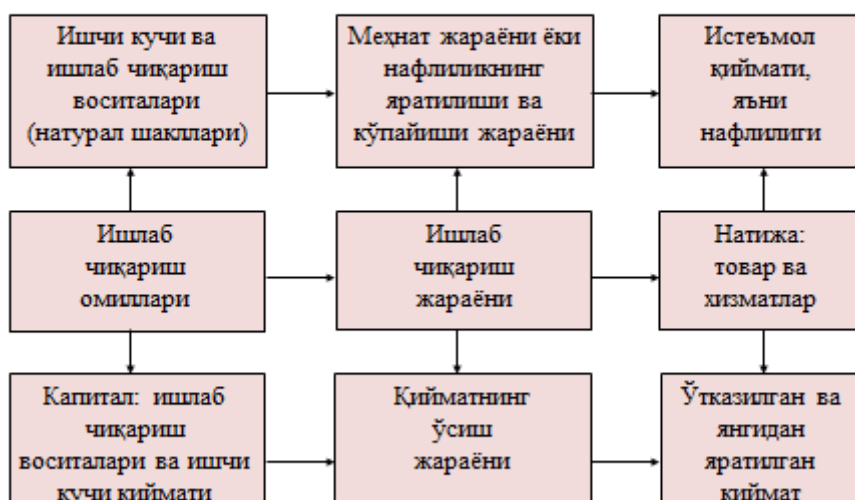 Ишчи кучи ва
ишлаб чиқариш
воситалари
(натурал шакллари)
Меҳнат жараёни ёки
нафлиликнинг
яратилиши ва
кўпайиши жараёни
Истеъмол
қиймати,
яъни
нафлилиги
Ишлаб
чиқариш
омиллари
Ишлаб
чиқариш
жараёни
Натижа:
товар ва
хизматлар
Капитал: ишлаб
чиқариш
воситалари ва ишчи
кучи қиймати
Қийматнинг
ўсиш
жараёни
Ўтказилган ва
янгидан
яратилган
қиймат